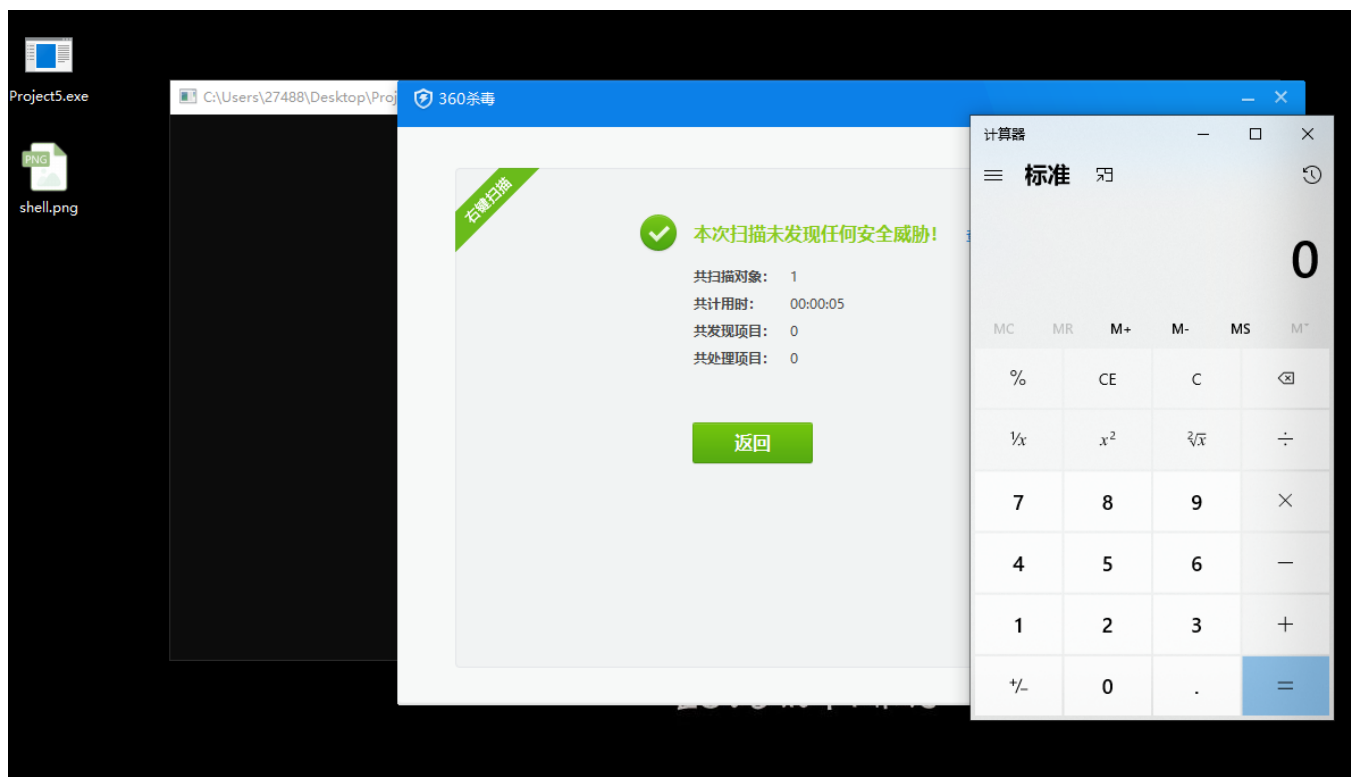 Project5.exe
PNG
shell.png
C:\Users\27488\Desktop\Proj
360杀毒
右键扫描
本次扫描未发现任何安全威胁!
共扫描对象: 1
共计用时: 00:00:05
共发现项目: 0
共处理项目: 0
返回
计算器
标准
0
MC MR M+ M- MS M˅
% CE C
¹/x x² ²√x ÷
7 8 9 ×
4 5 6 −
1 2 3 +
+/− 0 . =